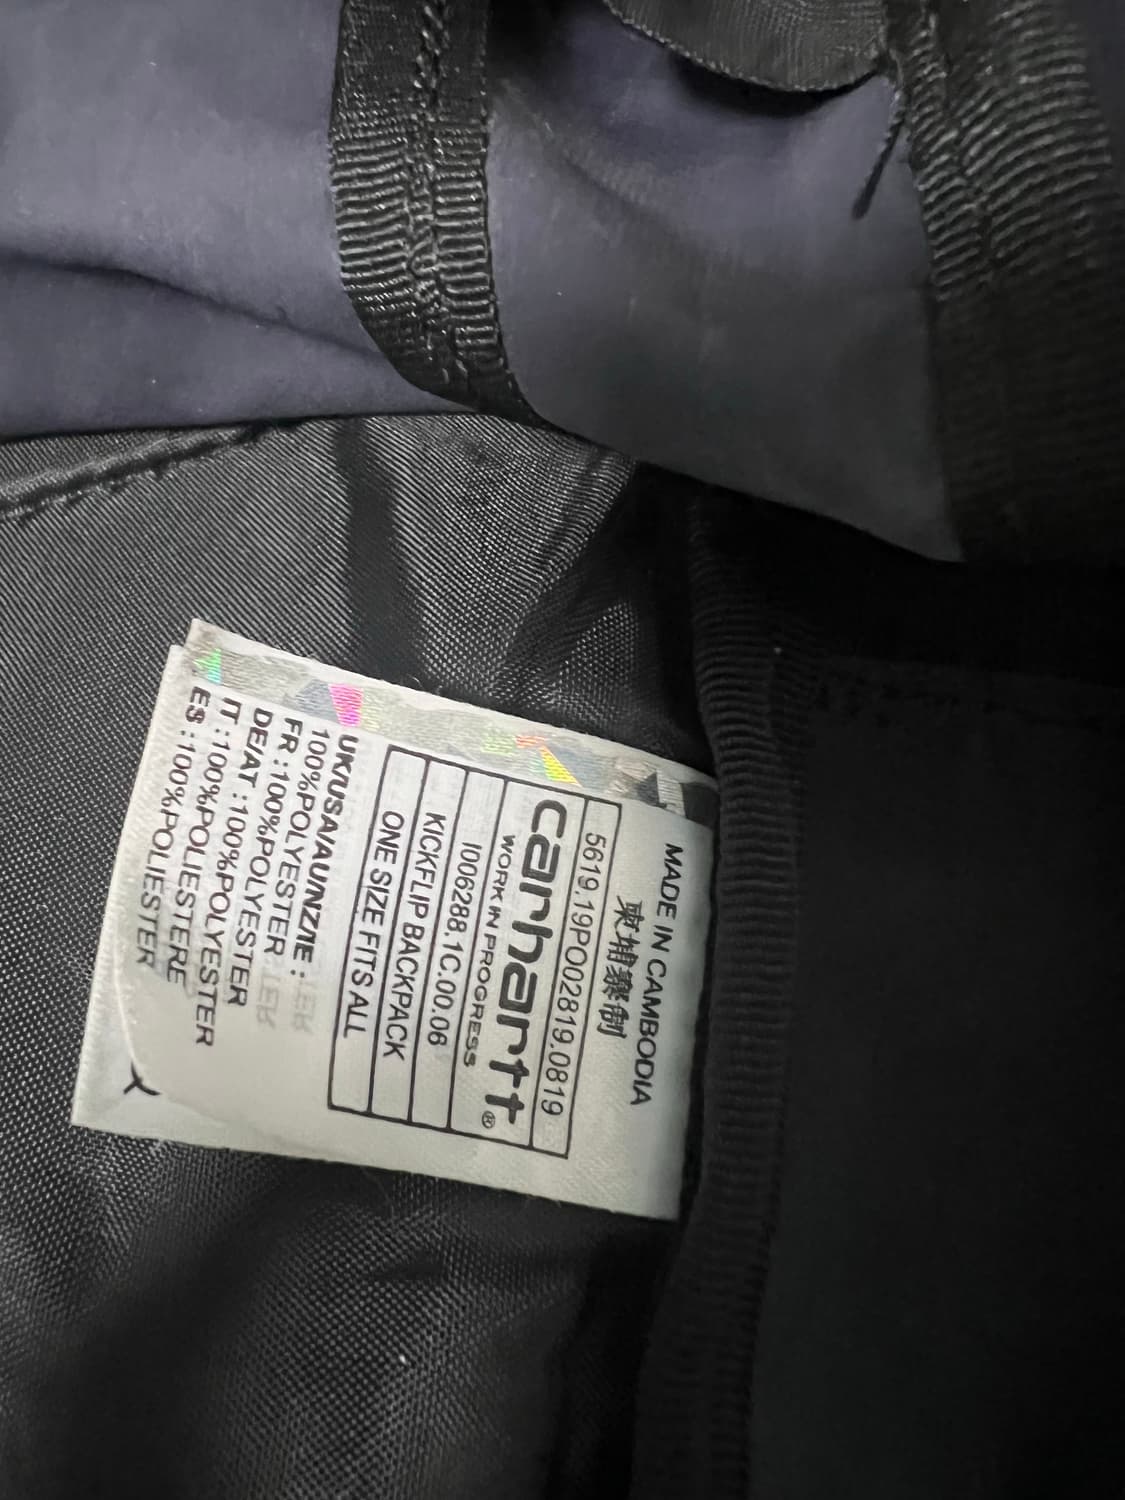 MADE IN CAMBODIA
柬埔寨制
5619.19PO02819.0819
carhartt®
WORK IN PROGRESS
I006288.1C.00.06
KICKFLIP BACKPACK
ONE SIZE FITS ALL
UK/USA/AU/NZ/IE :
100%POLYESTER
FR :100%POLYESTER
DE/AT :100%POLYESTER
IT :100%POLIESTERE
ES :100%POLIESTER